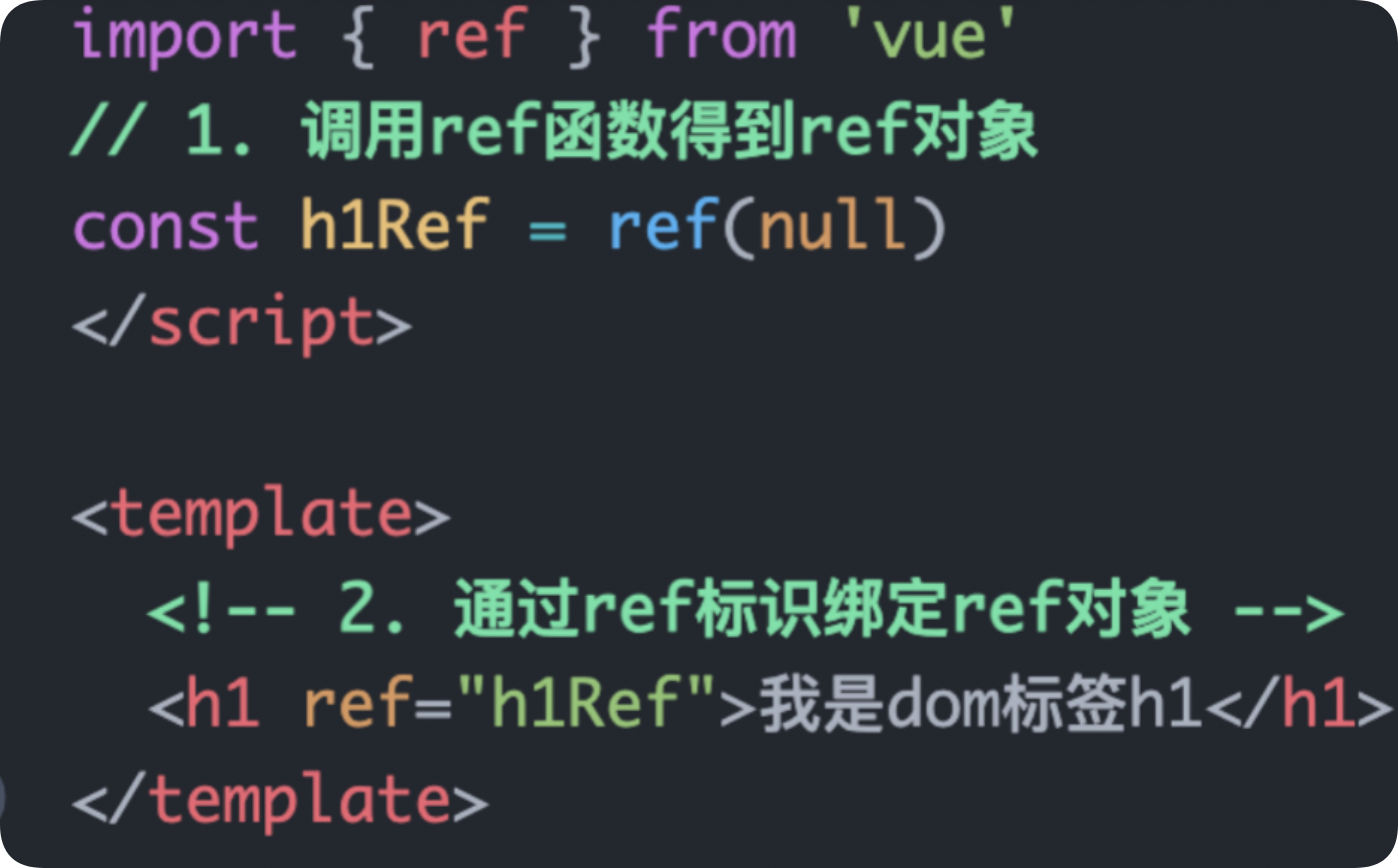 import { ref } from 'vue'
// 1. 调用ref函数得到ref对象
const h1Ref = ref(null)
</script>
<template>
<!-- 2. 通过ref标识绑定ref对象 -->
<h1 ref="h1Ref">我是dom标签h1</h1>
</template>